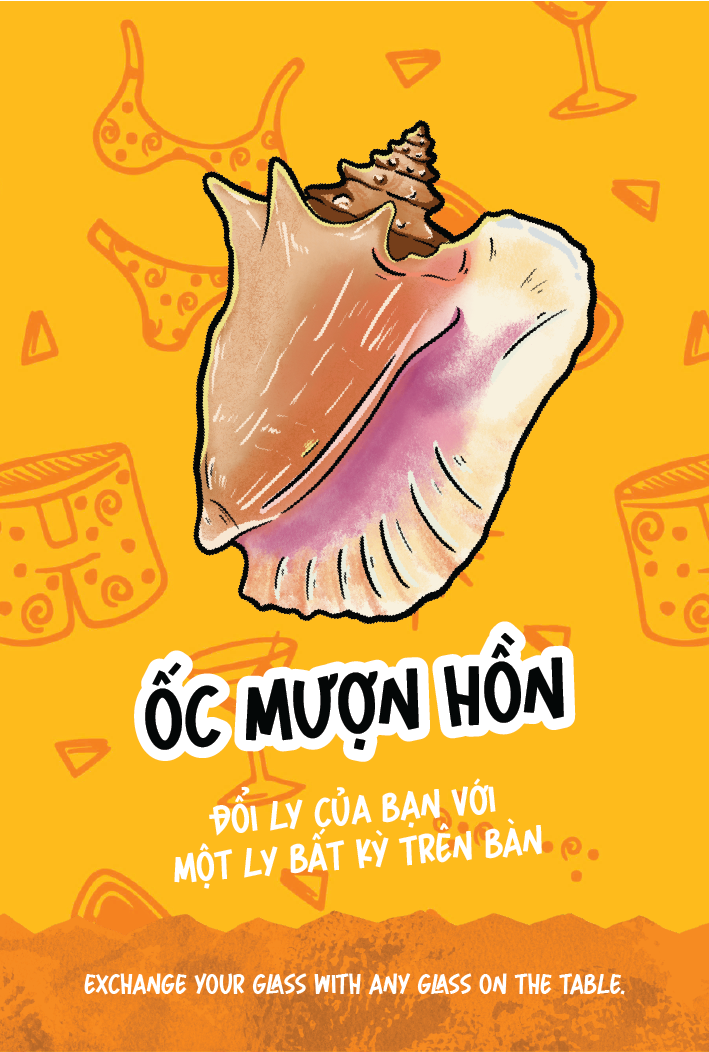 ỐC MƯỢN HỒN
ĐỔI LY CỦA BẠN VỚI
MỘT LY BẤT KỲ TRÊN BÀN
EXCHANGE YOUR GLASS WITH ANY GLASS ON THE TABLE.